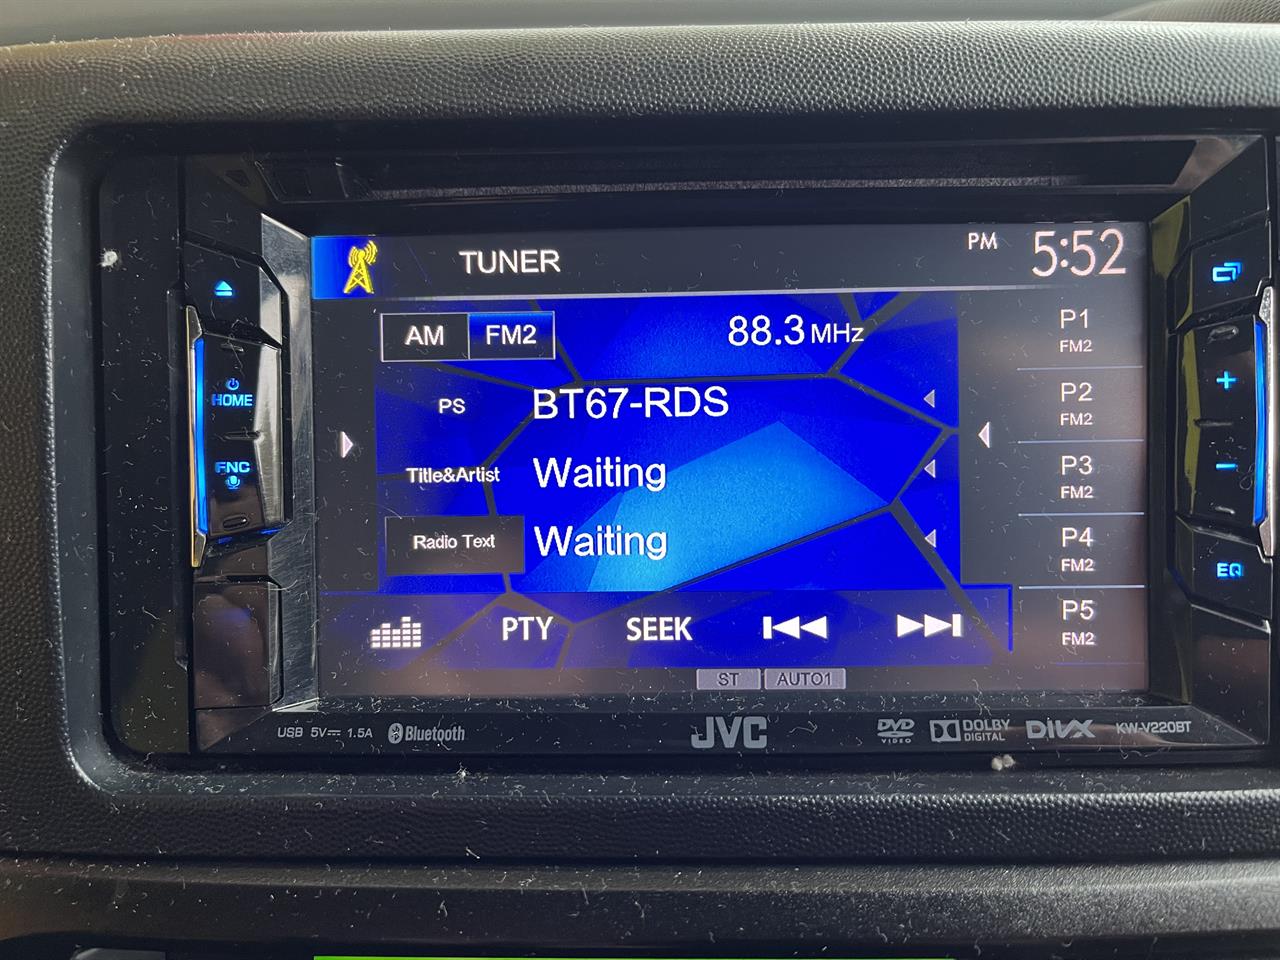 TUNER
PM 5:52
AM FM2 88.3 MHz
PS BT67-RDS
Title&Artist Waiting
Radio Text Waiting
PTY SEEK
P1
FM2
P2
FM2
P3
FM2
P4
FM2
P5
FM2
ST AUTO1
HOME
FNC
+
−
EQ
USB 5V⎓ 1.5A Bluetooth JVC DVD VIDEO DOLBY DIGITAL DIVX KW-V220BT